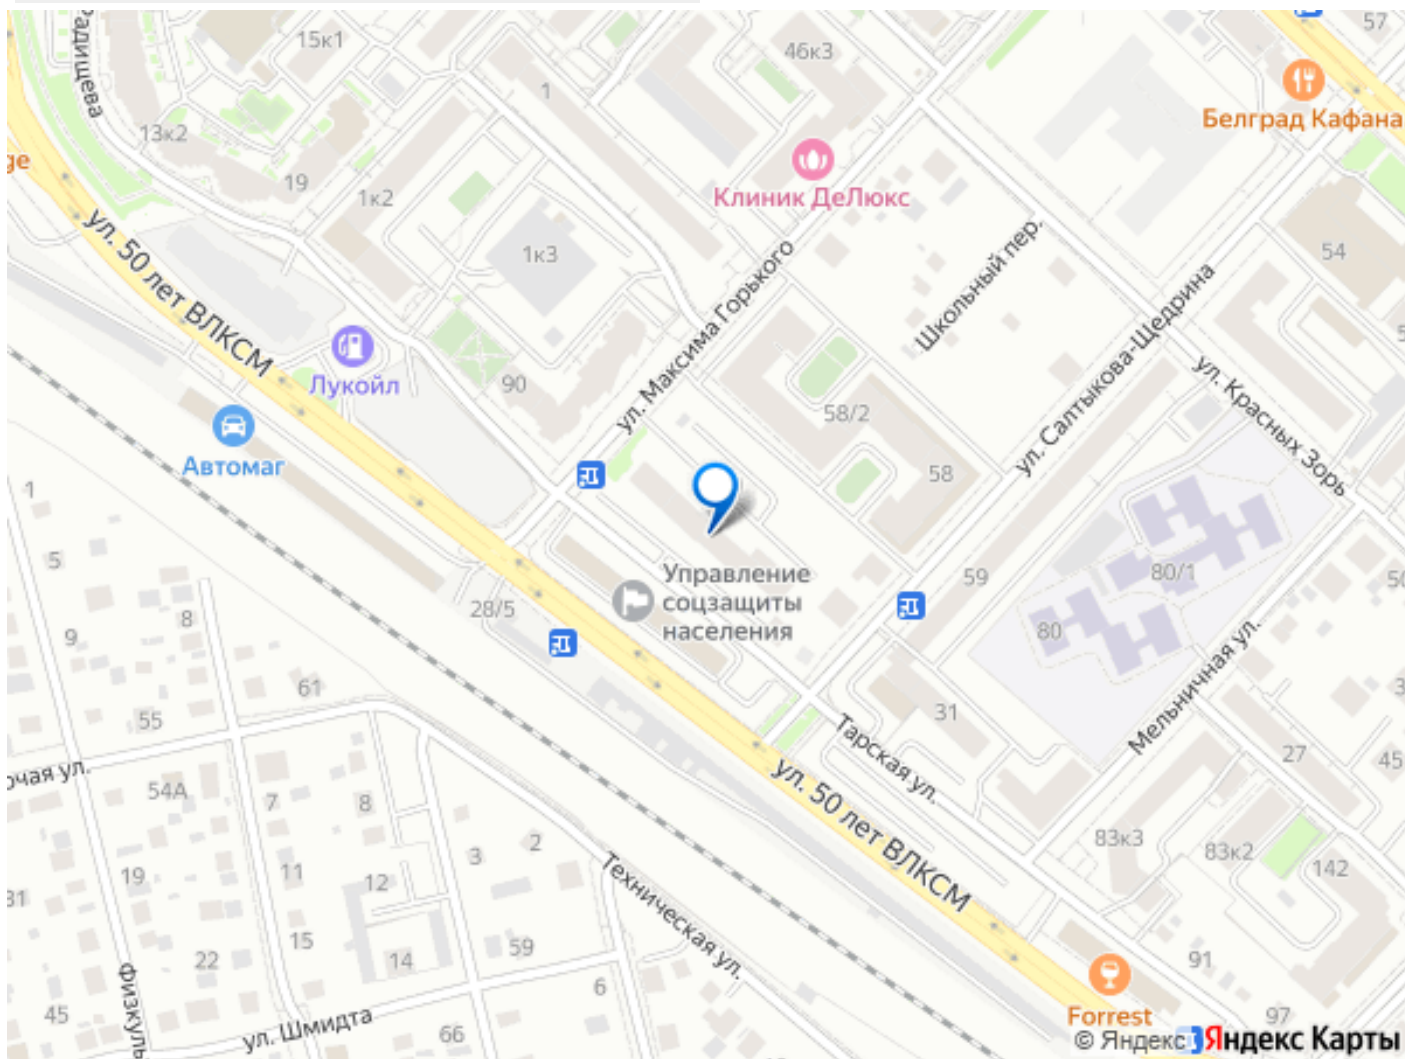 57
15к1
46к3
Радищева
1
Белград Кафана
13к2
ge
19
1к2
Клиник ДеЛюкс
54
1к3
ул. 50 лет ВЛКСМ
ул. Максима Горького
Школьный пер.
Лукойл
90
58/2
ул. Салтыкова-Щедрина
ул. Красных Зорь
Автомаг
58
1
5
59
80/1
Управление
соцзащиты
населения
28/5
8
9
80
61
55
31
Мельничная ул.
27
45
Тарская ул.
очая ул.
54А
7
8
ул. 50 лет ВЛКСМ
83к3
83к2
142
3
2
19
11
12
31
Техническая ул.
15
22
14
59
91
6
Физкуль
45
ул. Шмидта
66
Forrest
97
© Яндекс Яндекс Карты